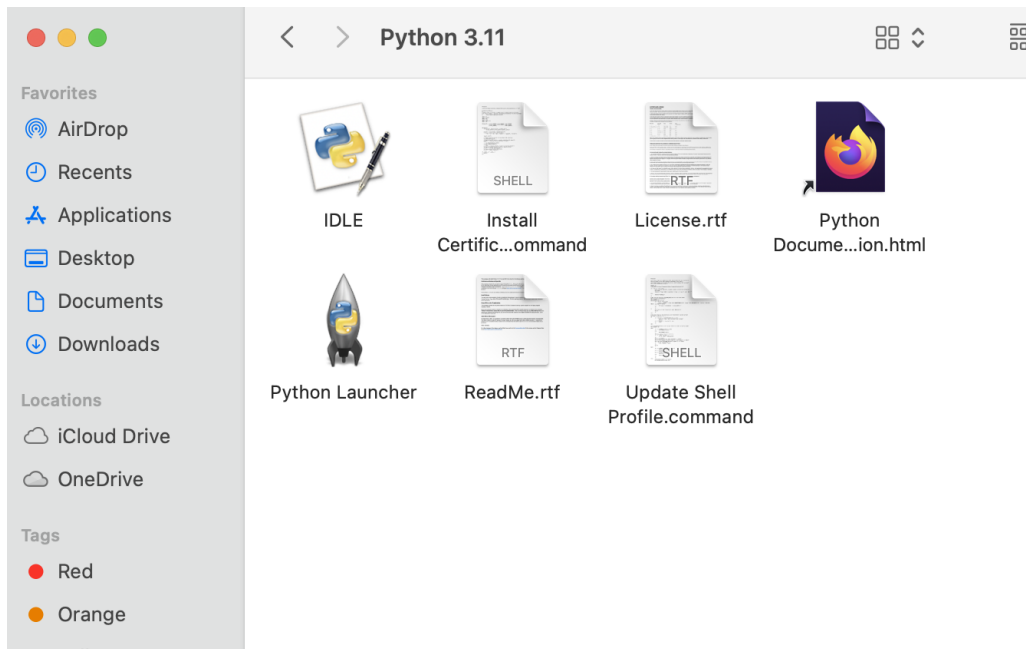 Python 3.11
Favorites
AirDrop
Recents
Applications
Desktop
Documents
Downloads
Locations
iCloud Drive
OneDrive
Tags
Red
Orange
SHELL
RTF
IDLE
Install
Certific...ommand
License.rtf
Python
Docume...ion.html
RTF
SHELL
Python Launcher
ReadMe.rtf
Update Shell
Profile.command